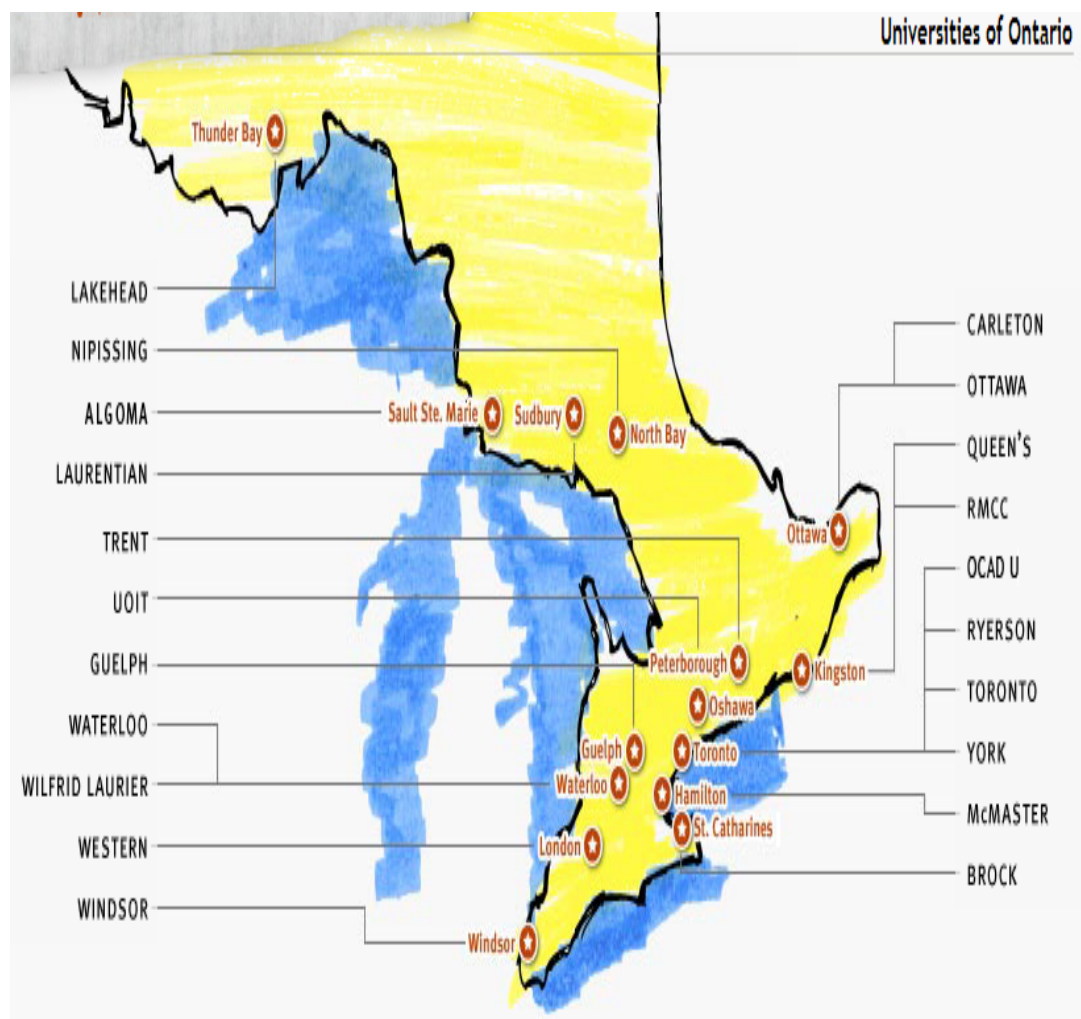 Universities of Ontario
Thunder Bay
LAKEHEAD
NIPISSING
ALGOMA
LAURENTIAN
TRENT
UOIT
GUELPH
WATERLOO
WILFRID LAURIER
WESTERN
WINDSOR
Sault Ste. Marie
Sudbury
North Bay
Ottawa
Peterborough
Kingston
Oshawa
Guelph
Toronto
Waterloo
Hamilton
St. Catharines
London
Windsor
CARLETON
OTTAWA
QUEEN'S
RMCC
OCAD U
RYERSON
TORONTO
YORK
McMASTER
BROCK